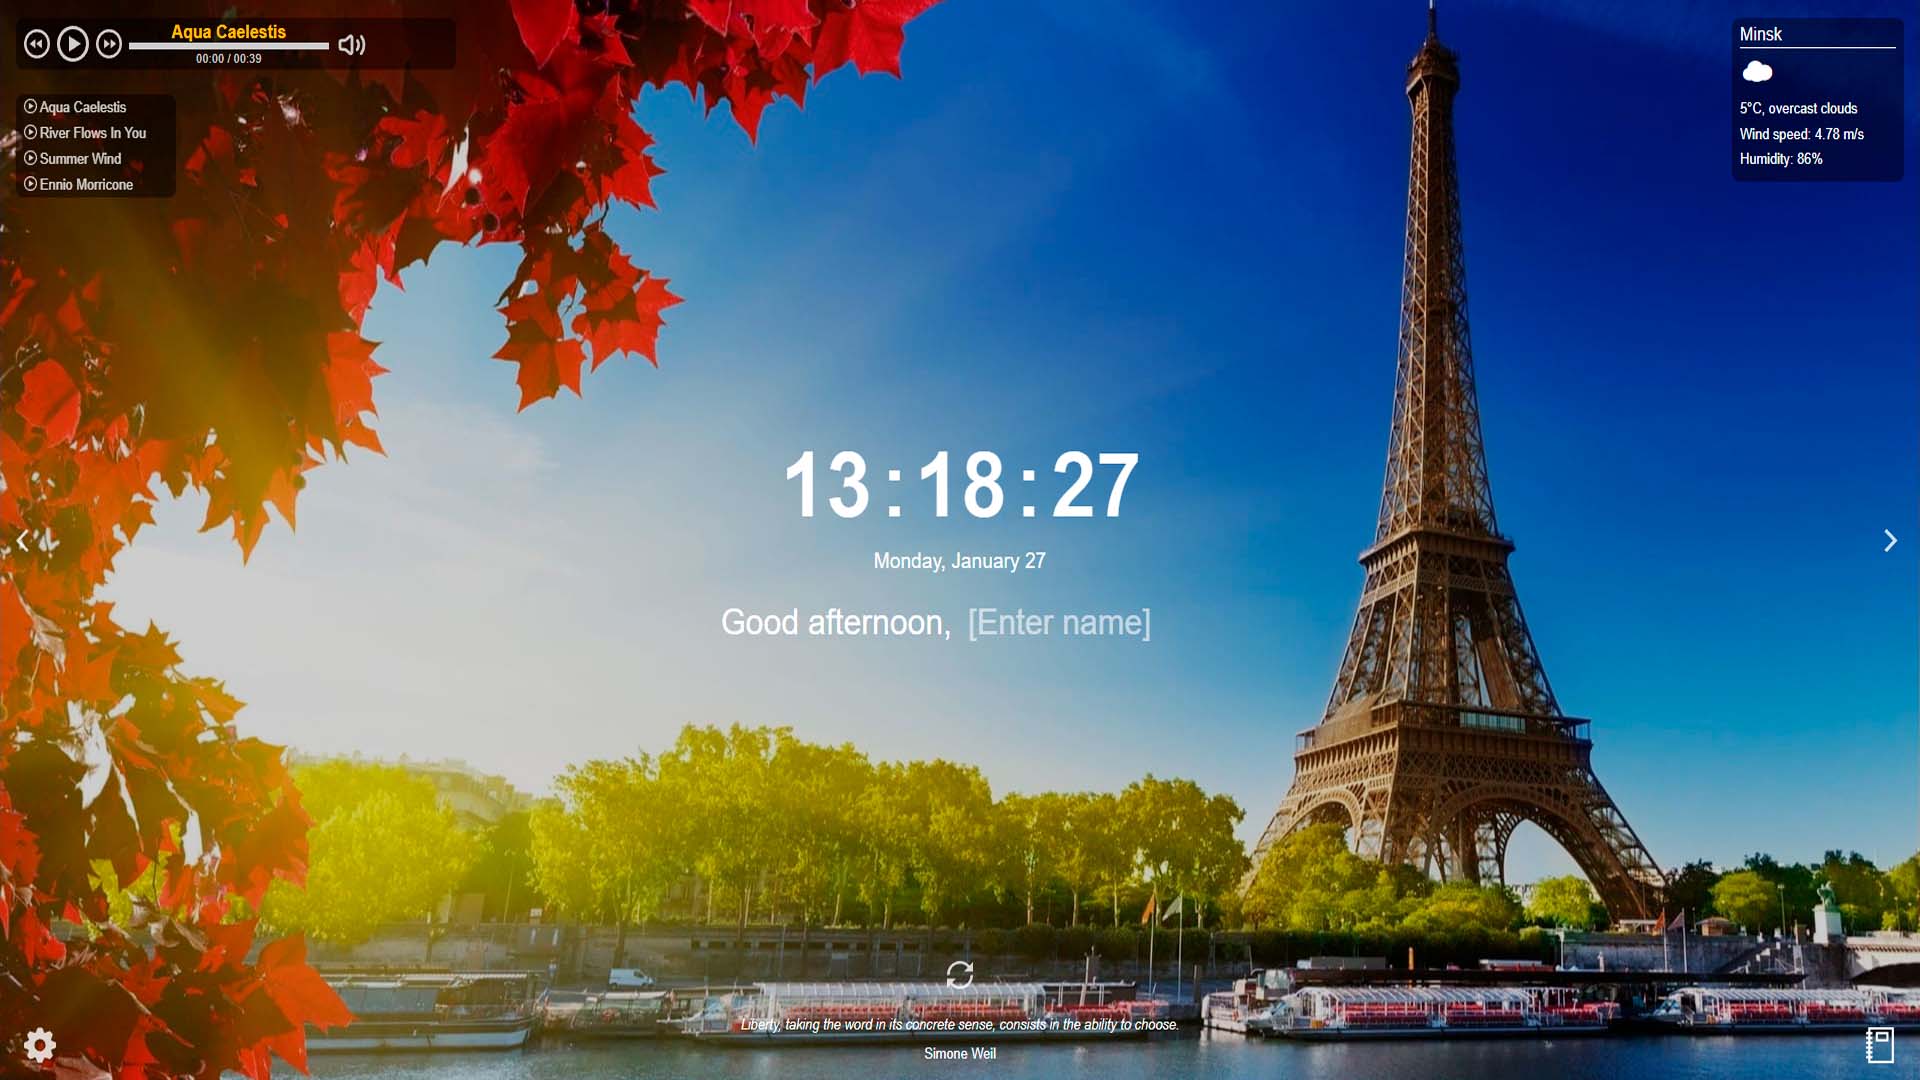 Aqua Caelestis
00:00 / 00:39
Aqua Caelestis
River Flows In You
Summer Wind
Ennio Morricone
Minsk
5°C, overcast clouds
Wind speed: 4.78 m/s
Humidity: 86%
13:18:27
Monday, January 27
Good afternoon, [Enter name]
Liberty, taking the word in its concrete sense, consists in the ability to choose.
Simone Weil